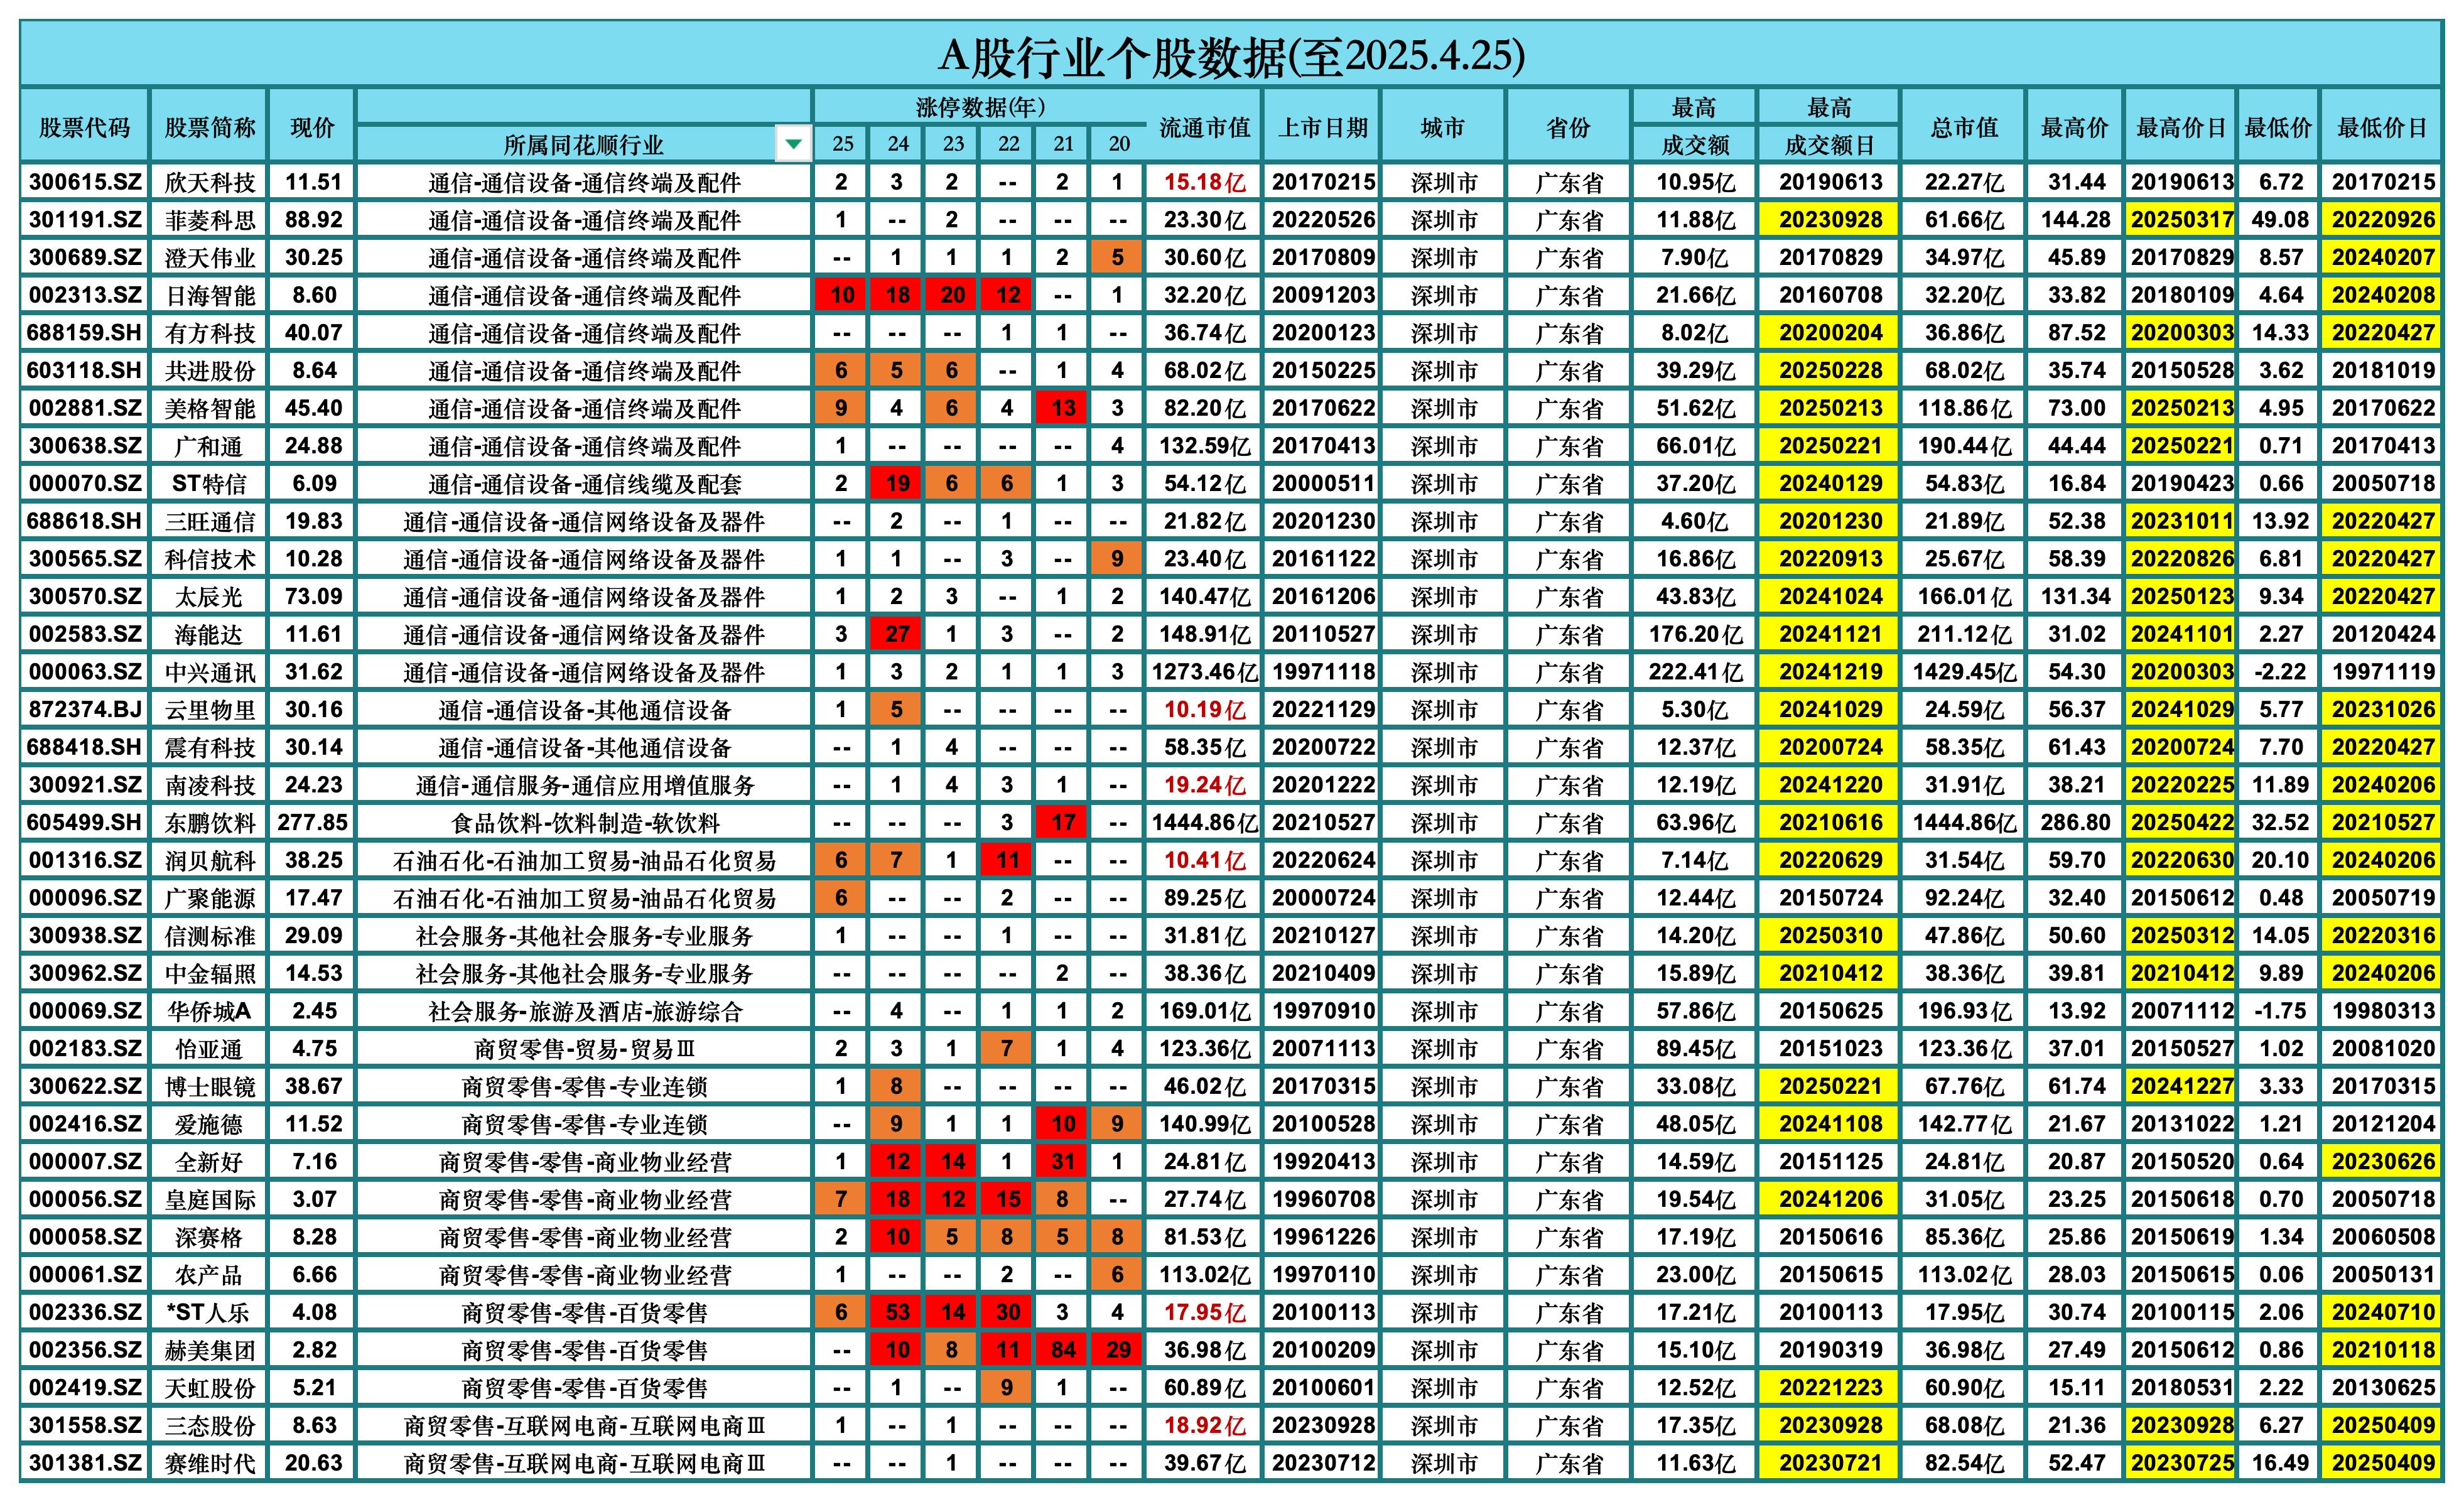 A股行业个股数据(至2025.4.25)
股票代码 股票简称 现价 所属同花顺行业 涨停数据(年) 25 24 23 22 21 20 流通市值 上市日期 城市 省份 最高成交额 最高成交额日 总市值 最高价 最高价日 最低价 最低价日
300615.SZ 欣天科技 11.51 通信-通信设备-通信终端及配件 2 3 2 -- 2 1 15.18亿 20170215 深圳市 广东省 10.95亿 20190613 22.27亿 31.44 20190613 6.72 20170215
301191.SZ 菲菱科思 88.92 通信-通信设备-通信终端及配件 1 -- 2 -- -- -- 23.30亿 20220526 深圳市 广东省 11.88亿 20230928 61.66亿 144.28 20250317 49.08 20220926
300689.SZ 澄天伟业 30.25 通信-通信设备-通信终端及配件 -- 1 1 1 2 5 30.60亿 20170809 深圳市 广东省 7.90亿 20170829 34.97亿 45.89 20170829 8.57 20240207
002313.SZ 日海智能 8.60 通信-通信设备-通信终端及配件 10 18 20 12 -- 1 32.20亿 20091203 深圳市 广东省 21.66亿 20160708 32.20亿 33.82 20180109 4.64 20240208
688159.SH 有方科技 40.07 通信-通信设备-通信终端及配件 -- -- -- 1 1 -- 36.74亿 20200123 深圳市 广东省 8.02亿 20200204 36.86亿 87.52 20200303 14.33 20220427
603118.SH 共进股份 8.64 通信-通信设备-通信终端及配件 6 5 6 -- 1 4 68.02亿 20150225 深圳市 广东省 39.29亿 20250228 68.02亿 35.74 20150528 3.62 20181019
002881.SZ 美格智能 45.40 通信-通信设备-通信终端及配件 9 4 6 4 13 3 82.20亿 20170622 深圳市 广东省 51.62亿 20250213 118.86亿 73.00 20250213 4.95 20170622
300638.SZ 广和通 24.88 通信-通信设备-通信终端及配件 1 -- -- -- -- 4 132.59亿 20170413 深圳市 广东省 66.01亿 20250221 190.44亿 44.44 20250221 0.71 20170413
000070.SZ ST特信 6.09 通信-通信设备-通信线缆及配套 2 19 6 6 1 3 54.12亿 20000511 深圳市 广东省 37.20亿 20240129 54.83亿 16.84 20190423 0.66 20050718
688618.SH 三旺通信 19.83 通信-通信设备-通信网络设备及器件 -- 2 -- 1 -- -- 21.82亿 20201230 深圳市 广东省 4.60亿 20201230 21.89亿 52.38 20231011 13.92 20220427
300565.SZ 科信技术 10.28 通信-通信设备-通信网络设备及器件 1 1 -- 3 -- 9 23.40亿 20161122 深圳市 广东省 16.86亿 20220913 25.67亿 58.39 20220826 6.81 20220427
300570.SZ 太辰光 73.09 通信-通信设备-通信网络设备及器件 1 2 3 -- 1 2 140.47亿 20161206 深圳市 广东省 43.83亿 20241024 166.01亿 131.34 20250123 9.34 20220427
002583.SZ 海能达 11.61 通信-通信设备-通信网络设备及器件 3 27 1 3 -- 2 148.91亿 20110527 深圳市 广东省 176.20亿 20241121 211.12亿 31.02 20241101 2.27 20120424
000063.SZ 中兴通讯 31.62 通信-通信设备-通信网络设备及器件 1 3 2 1 1 3 1273.46亿 19971118 深圳市 广东省 222.41亿 20241219 1429.45亿 54.30 20200303 -2.22 19971119
872374.BJ 云里物里 30.16 通信-通信设备-其他通信设备 1 5 -- -- -- -- 10.19亿 20221129 深圳市 广东省 5.30亿 20241029 24.59亿 56.37 20241029 5.77 20231026
688418.SH 震有科技 30.14 通信-通信设备-其他通信设备 -- 1 4 -- -- -- 58.35亿 20200722 深圳市 广东省 12.37亿 20200724 58.35亿 61.43 20200724 7.70 20220427
300921.SZ 南凌科技 24.23 通信-通信服务-通信应用增值服务 -- 1 4 3 1 -- 19.24亿 20201222 深圳市 广东省 12.19亿 20241220 31.91亿 38.21 20220225 11.89 20240206
605499.SH 东鹏饮料 277.85 食品饮料-饮料制造-软饮料 -- -- -- 3 17 -- 1444.86亿 20210527 深圳市 广东省 63.96亿 20210616 1444.86亿 286.80 20250422 32.52 20210527
001316.SZ 润贝航科 38.25 石油石化-石油加工贸易-油品石化贸易 6 7 1 11 -- -- 10.41亿 20220624 深圳市 广东省 7.14亿 20220629 31.54亿 59.70 20220630 20.10 20240206
000096.SZ 广聚能源 17.47 石油石化-石油加工贸易-油品石化贸易 6 -- -- 2 -- -- 89.25亿 20000724 深圳市 广东省 12.44亿 20150724 92.24亿 32.40 20150612 0.48 20050719
300938.SZ 信测标准 29.09 社会服务-其他社会服务-专业服务 1 -- -- 1 -- -- 31.81亿 20210127 深圳市 广东省 14.20亿 20250310 47.86亿 50.60 20250312 14.05 20220316
300962.SZ 中金辐照 14.53 社会服务-其他社会服务-专业服务 -- -- -- -- 2 -- 38.36亿 20210409 深圳市 广东省 15.89亿 20210412 38.36亿 39.81 20210412 9.89 20240206
000069.SZ 华侨城A 2.45 社会服务-旅游及酒店-旅游综合 -- 4 -- 1 1 2 169.01亿 19970910 深圳市 广东省 57.86亿 20150625 196.93亿 13.92 20071112 -1.75 19980313
002183.SZ 怡亚通 4.75 商贸零售-贸易-贸易Ⅲ 2 3 1 7 1 4 123.36亿 20071113 深圳市 广东省 89.45亿 20151023 123.36亿 37.01 20150527 1.02 20081020
300622.SZ 博士眼镜 38.67 商贸零售-零售-专业连锁 1 8 -- -- -- -- 46.02亿 20170315 深圳市 广东省 33.08亿 20250221 67.76亿 61.74 20241227 3.33 20170315
002416.SZ 爱施德 11.52 商贸零售-零售-专业连锁 -- 9 1 1 10 9 140.99亿 20100528 深圳市 广东省 48.05亿 20241108 142.77亿 21.67 20131022 1.21 20121204
000007.SZ 全新好 7.16 商贸零售-零售-商业物业经营 1 12 14 1 31 1 24.81亿 19920413 深圳市 广东省 14.59亿 20151125 24.81亿 20.87 20150520 0.64 20230626
000056.SZ 皇庭国际 3.07 商贸零售-零售-商业物业经营 7 18 12 15 8 -- 27.74亿 19960708 深圳市 广东省 19.54亿 20241206 31.05亿 23.25 20150618 0.70 20050718
000058.SZ 深赛格 8.28 商贸零售-零售-商业物业经营 2 10 5 8 5 8 81.53亿 19961226 深圳市 广东省 17.19亿 20150616 85.36亿 25.86 20150619 1.34 20060508
000061.SZ 农产品 6.66 商贸零售-零售-商业物业经营 1 -- -- 2 -- 6 113.02亿 19970110 深圳市 广东省 23.00亿 20150615 113.02亿 28.03 20150615 0.06 20050131
002336.SZ *ST人乐 4.08 商贸零售-零售-百货零售 6 53 14 30 3 4 17.95亿 20100113 深圳市 广东省 17.21亿 20100113 17.95亿 30.74 20100115 2.06 20240710
002356.SZ 赫美集团 2.82 商贸零售-零售-百货零售 -- 10 8 11 84 29 36.98亿 20100209 深圳市 广东省 15.10亿 20190319 36.98亿 27.49 20150612 0.86 20210118
002419.SZ 天虹股份 5.21 商贸零售-零售-百货零售 -- 1 -- 9 1 -- 60.89亿 20100601 深圳市 广东省 12.52亿 20221223 60.90亿 15.11 20180531 2.22 20130625
301558.SZ 三态股份 8.63 商贸零售-互联网电商-互联网电商Ⅲ 1 -- 1 -- -- -- 18.92亿 20230928 深圳市 广东省 17.35亿 20230928 68.08亿 21.36 20230928 6.27 20250409
301381.SZ 赛维时代 20.63 商贸零售-互联网电商-互联网电商Ⅲ -- -- 1 -- -- -- 39.67亿 20230712 深圳市 广东省 11.63亿 20230721 82.54亿 52.47 20230725 16.49 20250409